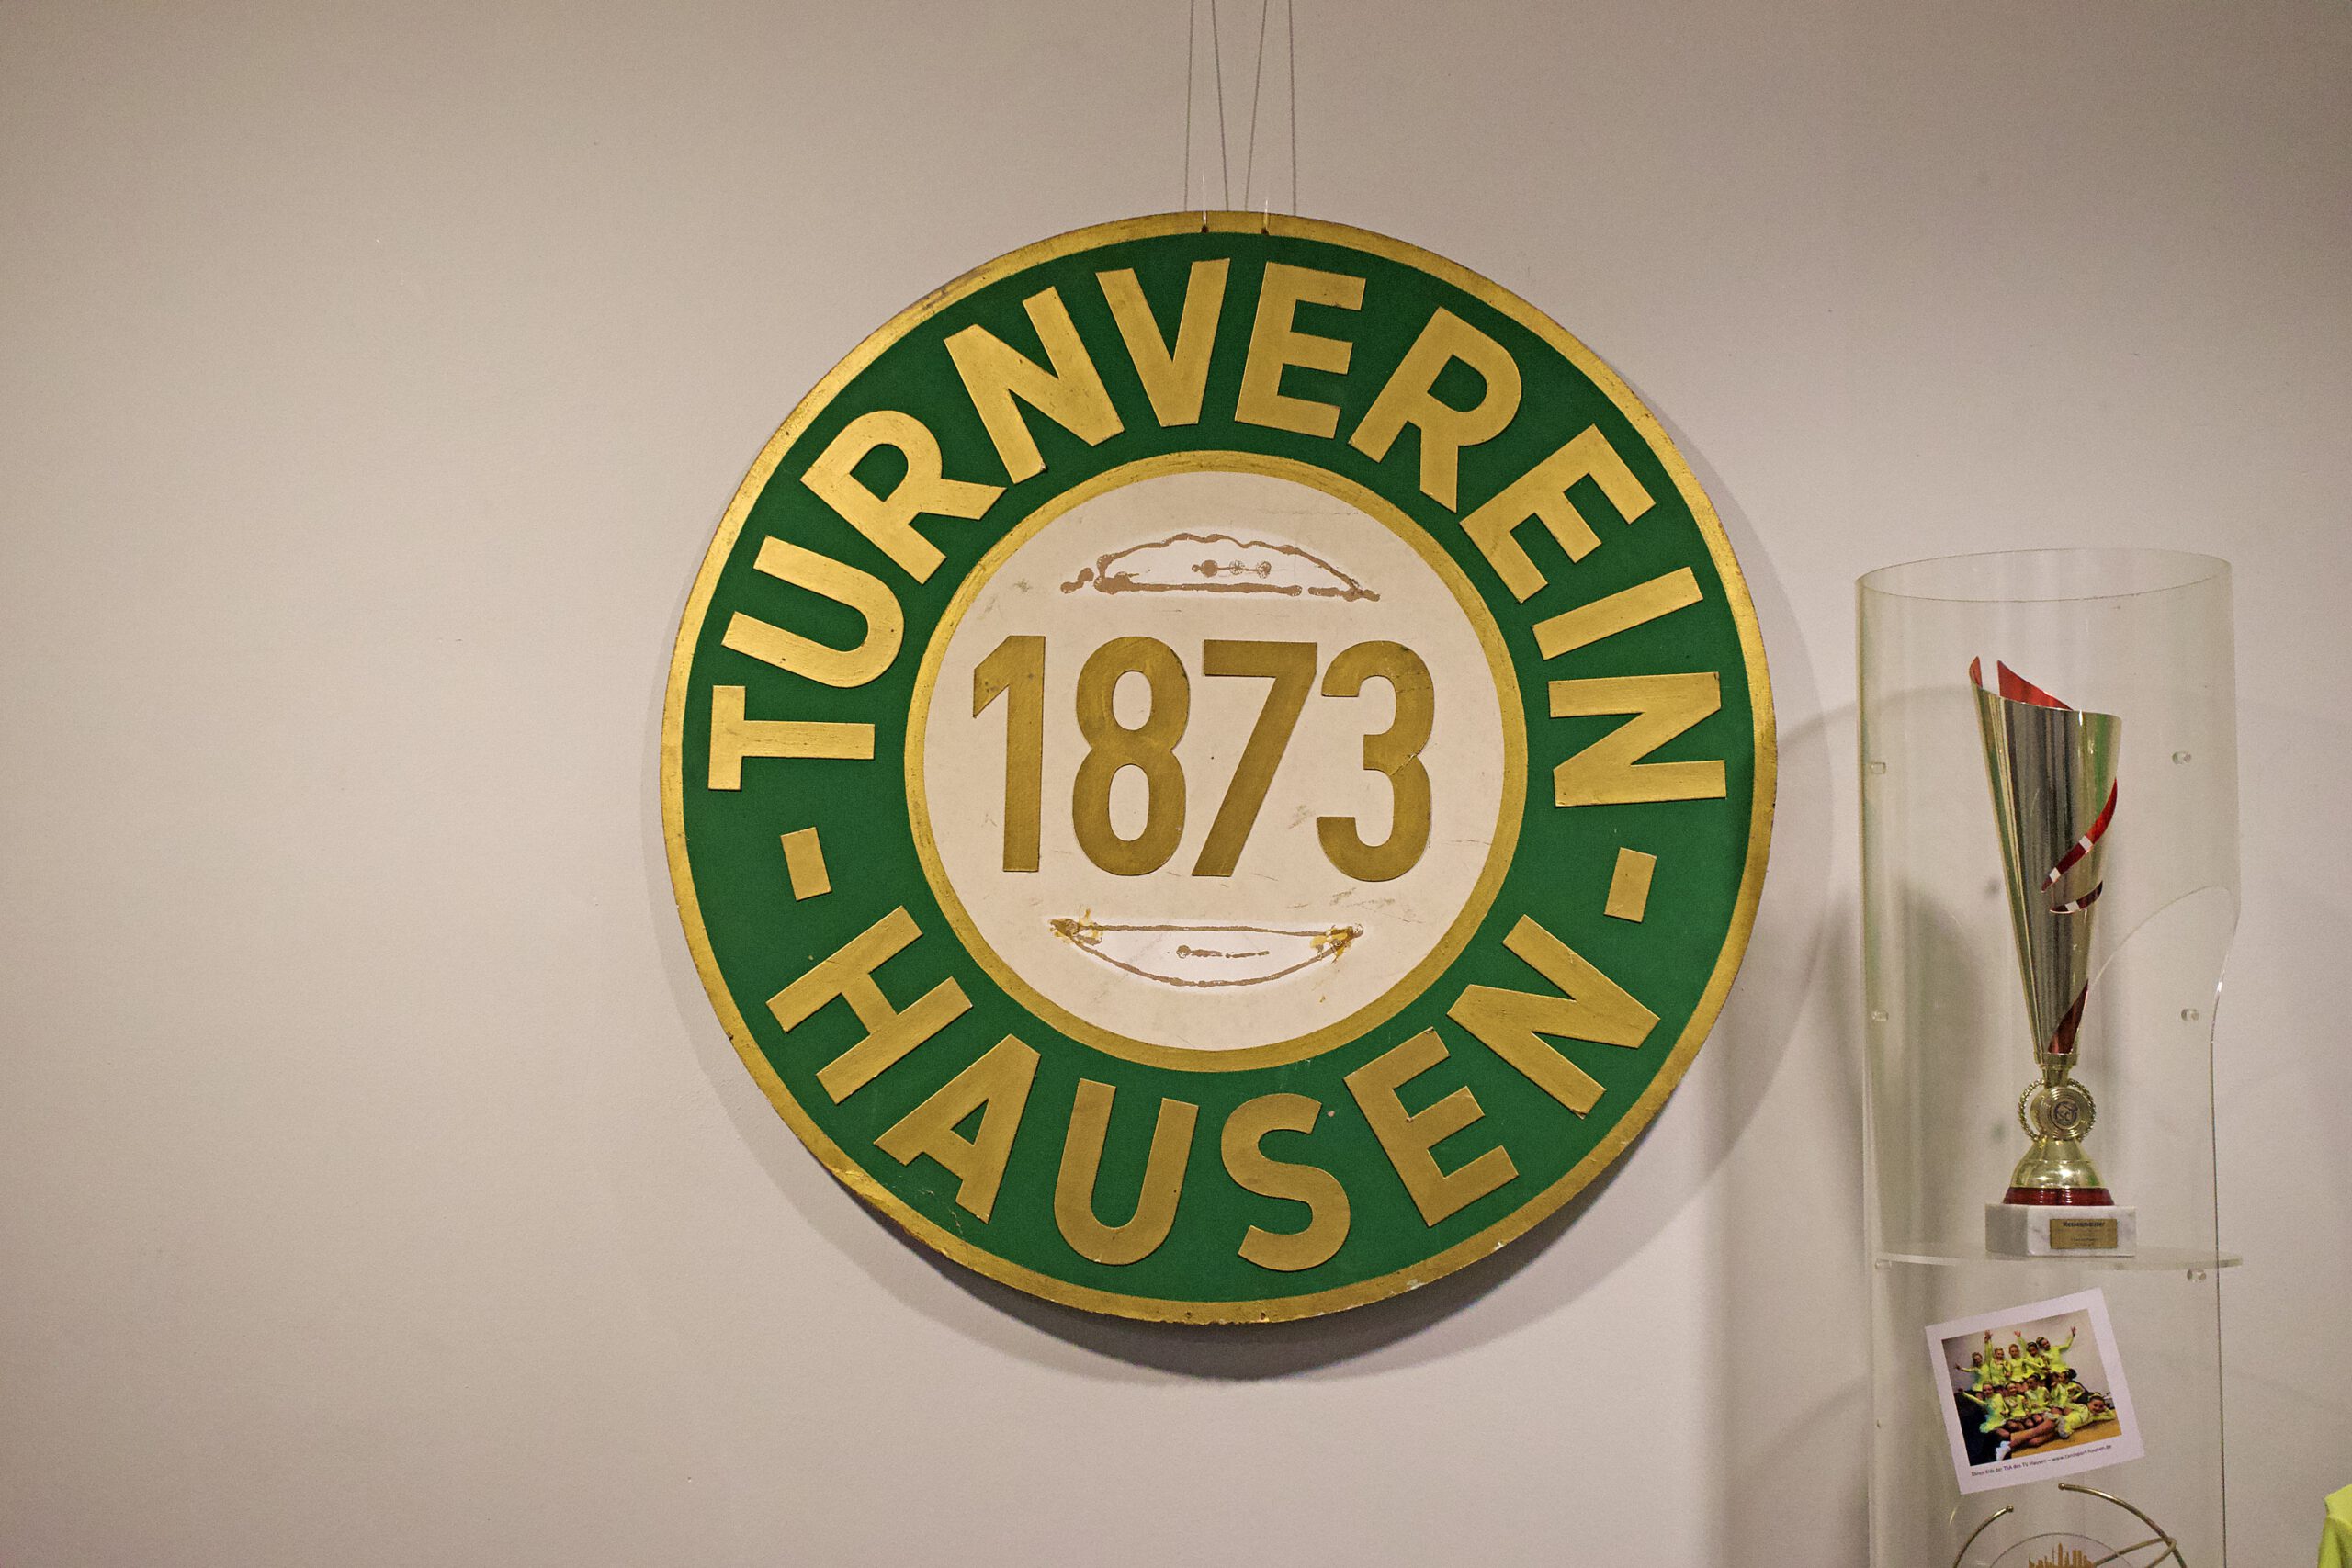 TURNVEREIN
1873
- HAUSEN -